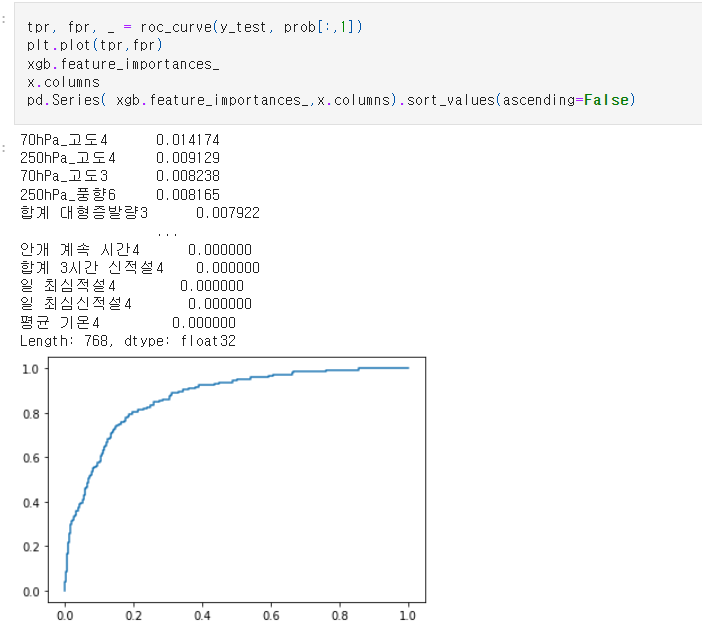 tpr, fpr, _ = roc_curve(y_test, prob[:,1])
plt.plot(tpr,fpr)
xgb.feature_importances_
x.columns
pd.Series( xgb.feature_importances_,x.columns).sort_values(ascending=False)
70hPa_고도4 0.014174
250hPa_고도4 0.009129
70hPa_고도3 0.008238
250hPa_풍향6 0.008165
합계 대형증발량3 0.007922
...
안개 계속 시간4 0.000000
합계 3시간 신적설4 0.000000
일 최심적설4 0.000000
일 최심신적설4 0.000000
평균 기온4 0.000000
Length: 768, dtype: float32
1.0
0.8
0.6
0.4
0.2
0.0
0.0 0.2 0.4 0.6 0.8 1.0